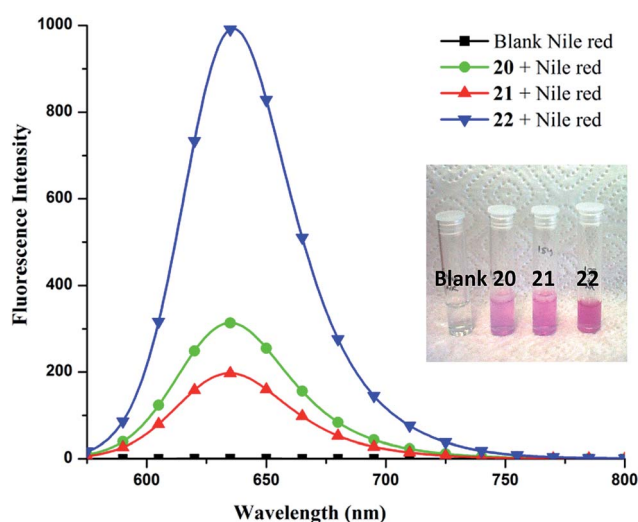 1000
800
600
400
200
0
Fluorescence Intensity
Blank Nile red
20 + Nile red
21 + Nile red
22 + Nile red
Blank 20 21 22
600 650 700 750 800
Wavelength (nm)